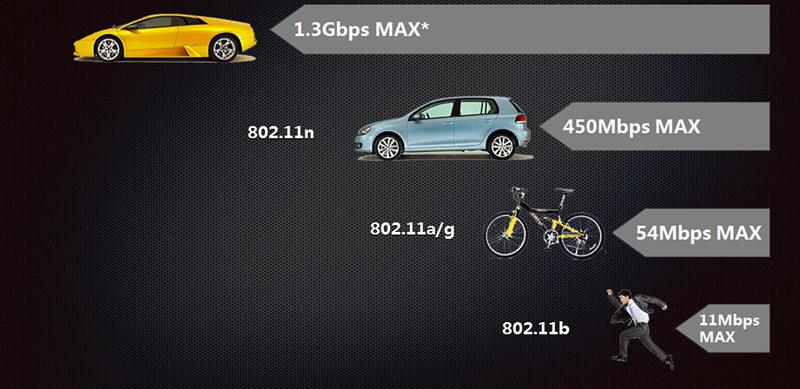 1.3Gbps MAX*
802.11n
450Mbps MAX
802.11a/g
54Mbps MAX
802.11b
11Mbps
MAX